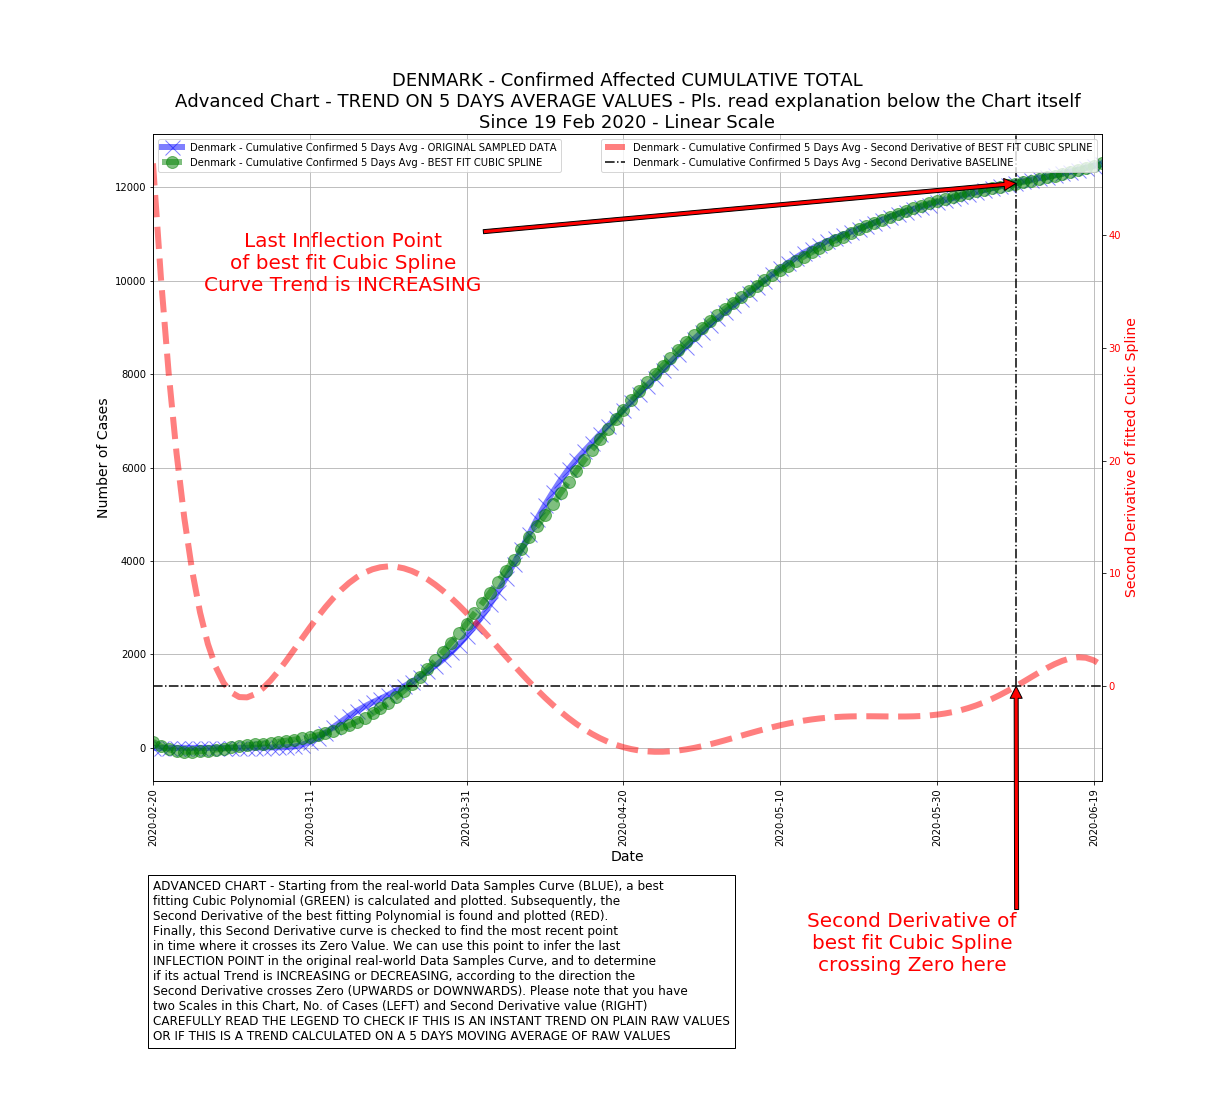 DENMARK - Confirmed Affected CUMULATIVE TOTAL
Advanced Chart - TREND ON 5 DAYS AVERAGE VALUES - Pls. read explanation below the Chart itself
Since 19 Feb 2020 - Linear Scale
Denmark - Cumulative Confirmed 5 Days Avg - ORIGINAL SAMPLED DATA
Denmark - Cumulative Confirmed 5 Days Avg - BEST FIT CUBIC SPLINE
Denmark - Cumulative Confirmed 5 Days Avg - Second Derivative of BEST FIT CUBIC SPLINE
Denmark - Cumulative Confirmed 5 Days Avg - Second Derivative BASELINE
Last Inflection Point
of best fit Cubic Spline
Curve Trend is INCREASING
Number of Cases
12000
10000
8000
6000
4000
2000
0
40
30
20
10
0
Second Derivative of fitted Cubic Spline
2020-02-20
2020-03-11
2020-03-31
2020-04-20
2020-05-10
2020-05-30
2020-06-19
Date
ADVANCED CHART - Starting from the real-world Data Samples Curve (BLUE), a best
fitting Cubic Polynomial (GREEN) is calculated and plotted. Subsequently, the
Second Derivative of the best fitting Polynomial is found and plotted (RED).
Finally, this Second Derivative curve is checked to find the most recent point
in time where it crosses its Zero Value. We can use this point to infer the last
INFLECTION POINT in the original real-world Data Samples Curve, and to determine
if its actual Trend is INCREASING or DECREASING, according to the direction the
Second Derivative crosses Zero (UPWARDS or DOWNWARDS). Please note that you have
two Scales in this Chart, No. of Cases (LEFT) and Second Derivative value (RIGHT)
CAREFULLY READ THE LEGEND TO CHECK IF THIS IS AN INSTANT TREND ON PLAIN RAW VALUES
OR IF THIS IS A TREND CALCULATED ON A 5 DAYS MOVING AVERAGE OF RAW VALUES
Second Derivative of
best fit Cubic Spline
crossing Zero here